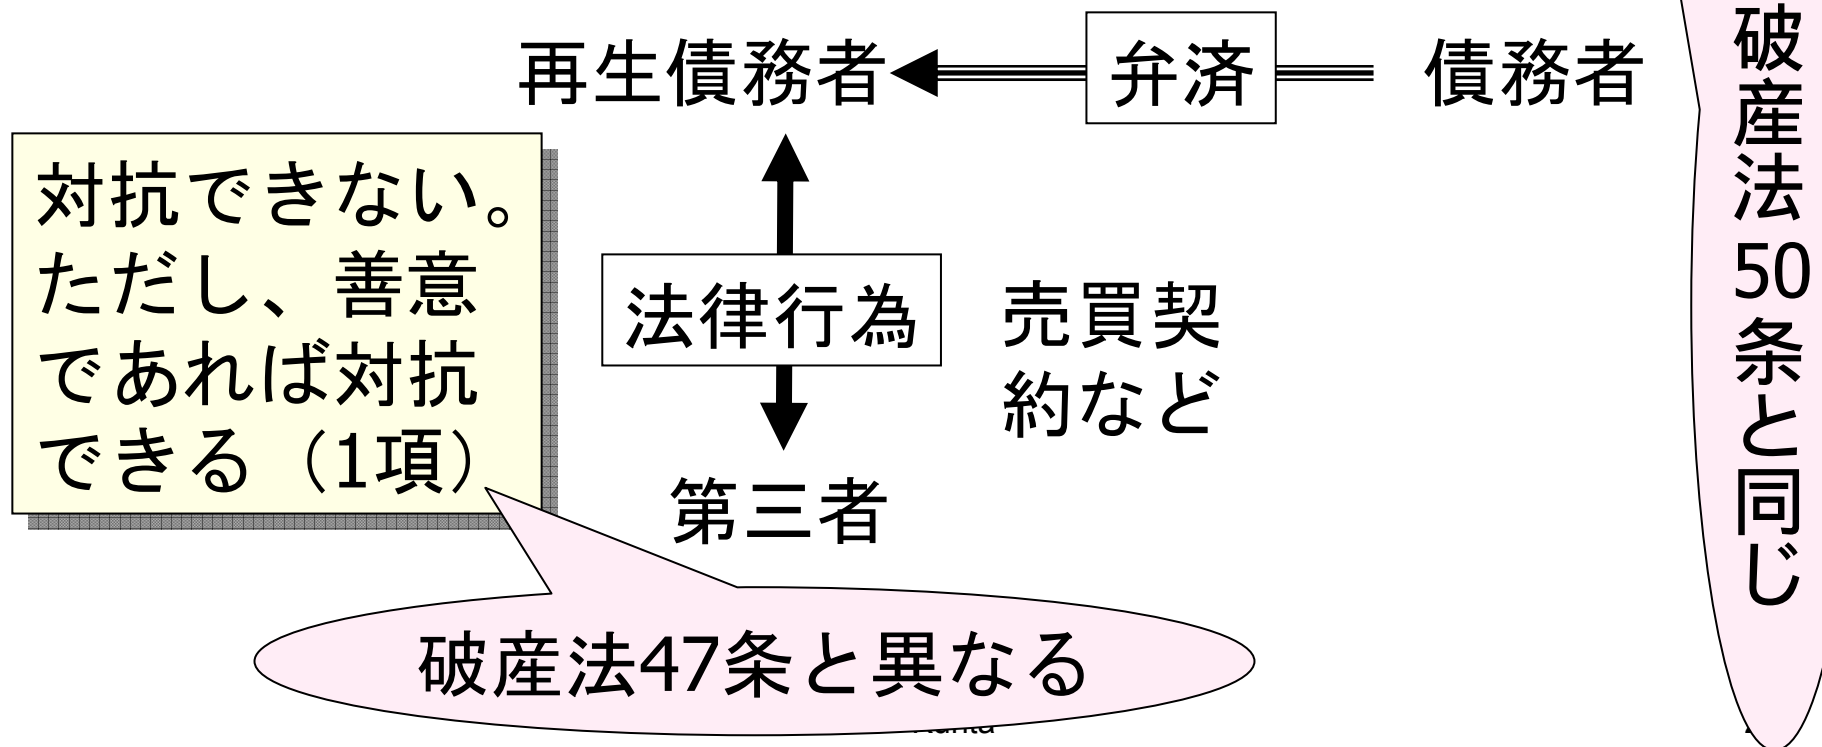 再生債務者
弁済
債務者
対抗できない。
ただし、善意
であれば対抗
できる（1項）
法律行為
売買契
約など
第三者
破産法47条と異なる
破産法50条と同じ